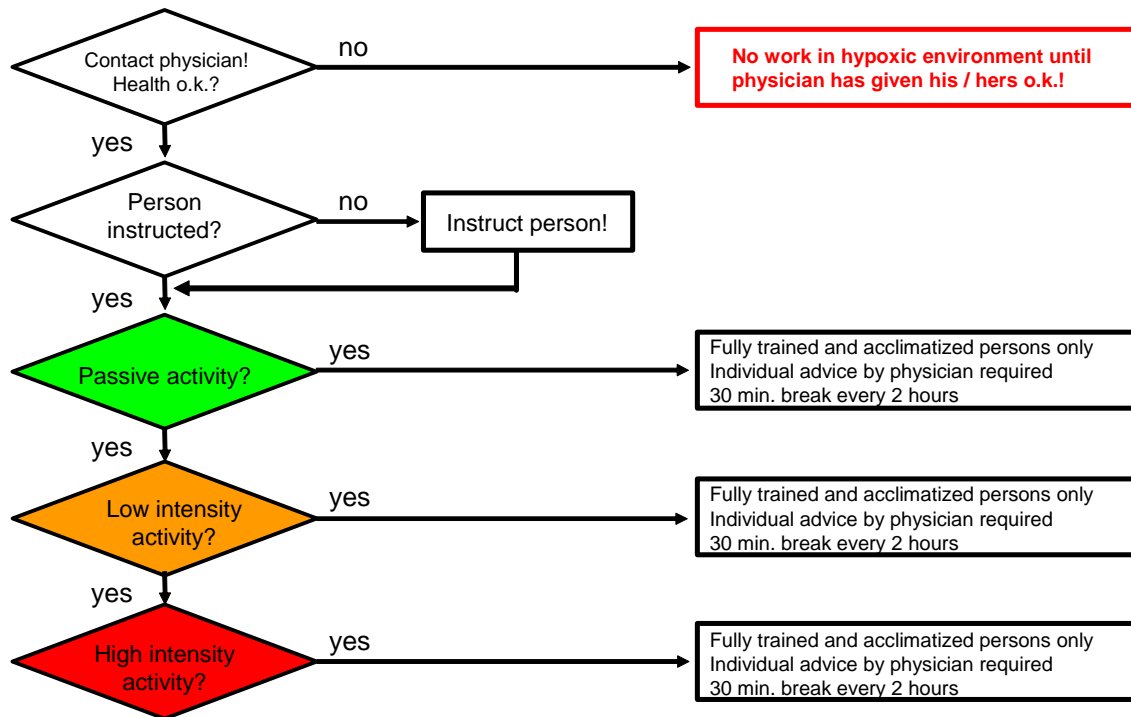 Contact physician!
Health o.k.?
no
No work in hypoxic environment until
physician has given his / hers o.k.!
yes
Person
instructed?
no
Instruct person!
yes
Passive activity?
yes
Fully trained and acclimatized persons only
Individual advice by physician required
30 min. break every 2 hours
yes
Low intensity
activity?
yes
Fully trained and acclimatized persons only
Individual advice by physician required
30 min. break every 2 hours
yes
High intensity
activity?
yes
Fully trained and acclimatized persons only
Individual advice by physician required
30 min. break every 2 hours